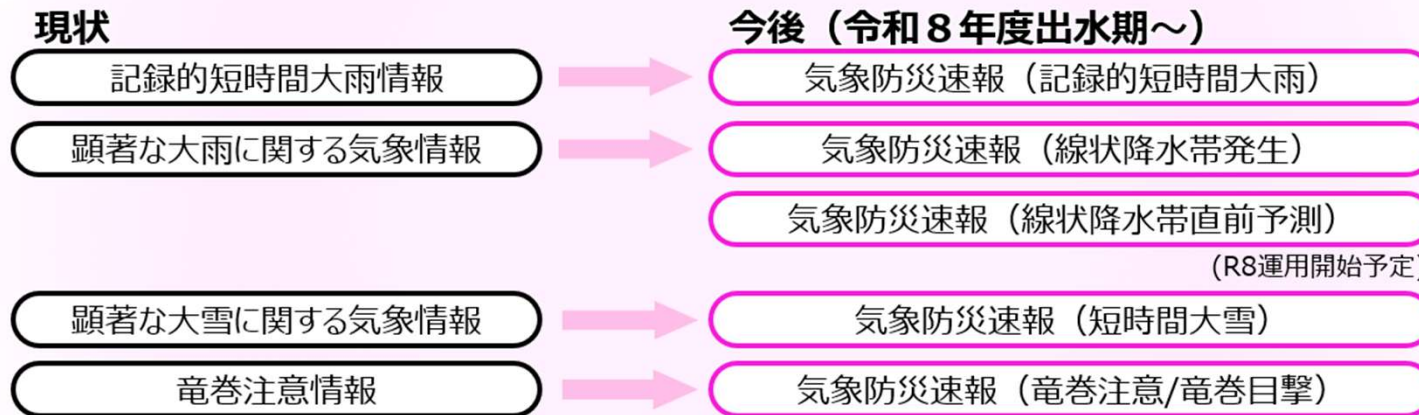 現状
今後（令和８年度出水期～）
記録的短時間大雨情報
気象防災速報（記録的短時間大雨）
顕著な大雨に関する気象情報
気象防災速報（線状降水帯発生）
気象防災速報（線状降水帯直前予測）
(R8運用開始予定)
顕著な大雪に関する気象情報
気象防災速報（短時間大雪）
竜巻注意情報
気象防災速報（竜巻注意/竜巻目撃）